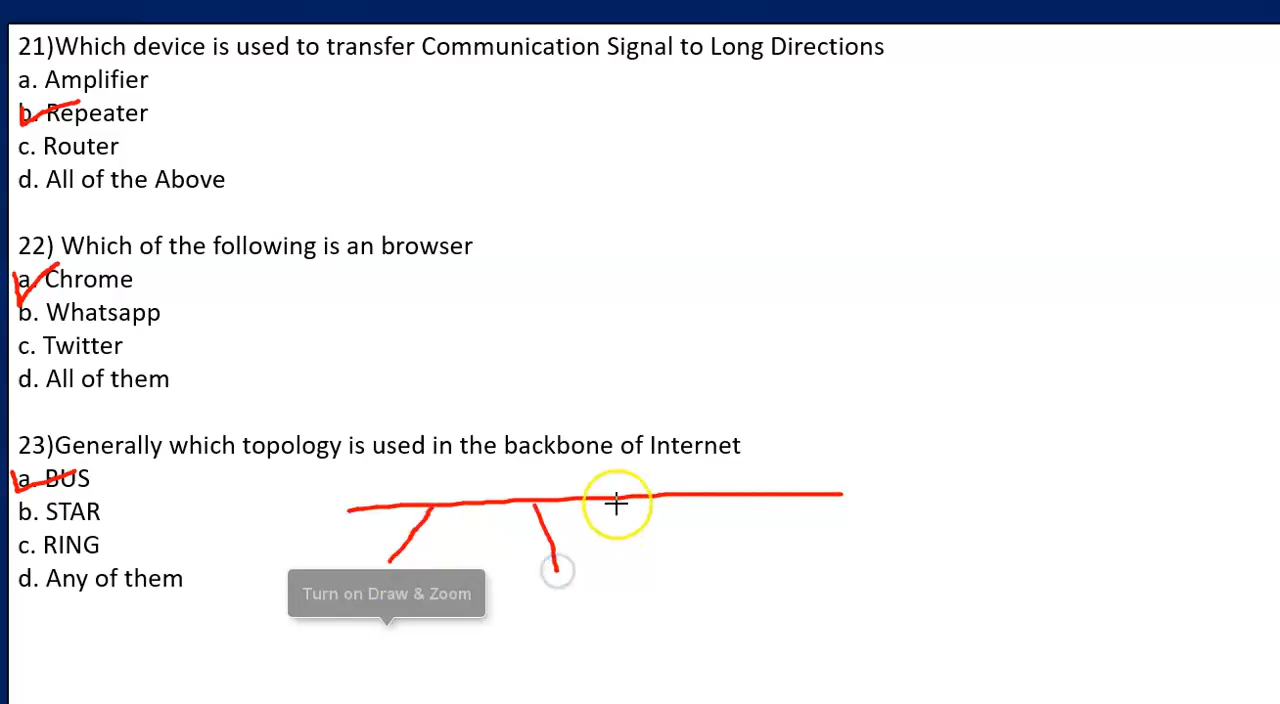 21)Which device is used to transfer Communication Signal to Long Directions
a. Amplifier
b. Repeater
c. Router
d. All of the Above
22) Which of the following is an browser
a. Chrome
b. Whatsapp
c. Twitter
d. All of them
23)Generally which topology is used in the backbone of Internet
a. BUS
b. STAR
c. RING
d. Any of them
Turn on Draw & Zoom